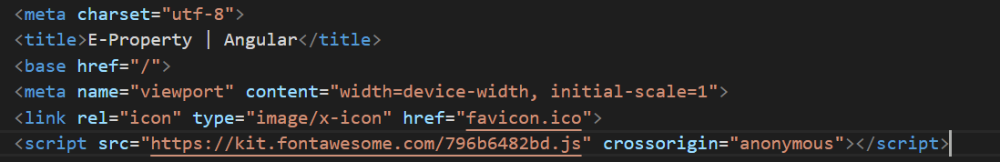 <meta charset="utf-8">
<title>E-Property | Angular</title>
<base href="/">
<meta name="viewport" content="width=device-width, initial-scale=1">
<link rel="icon" type="image/x-icon" href="favicon.ico">
<script src="https://kit.fontawesome.com/796b6482bd.js" crossorigin="anonymous"></script>